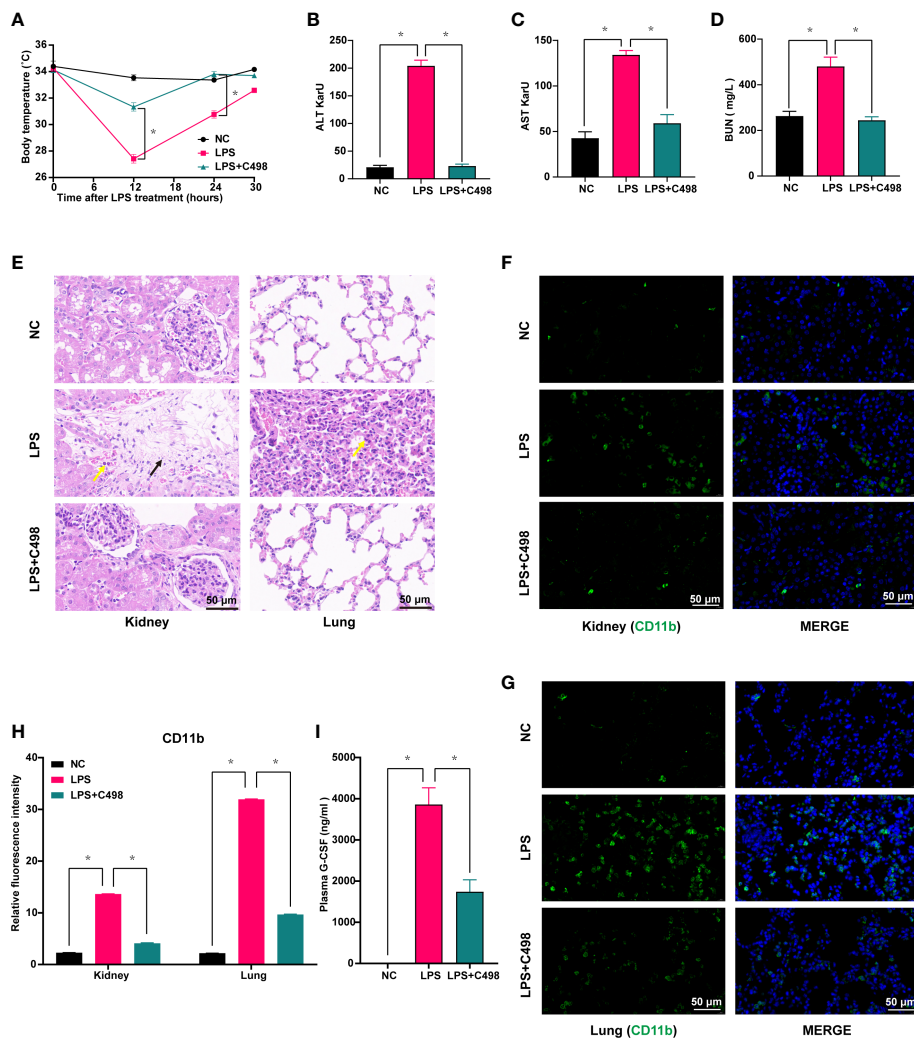 A
Body temperature (˚C)
36
34
32
30
28
26
0
6
12
18
24
30
Time after LPS treatment (hours)
NC
LPS
LPS+C498
*
*
B
ALT KarU
250
200
150
100
50
0
NC
LPS
LPS+C498
*
*
C
AST KarU
150
100
50
0
NC
LPS
LPS+C498
*
*
D
BUN ( mg/L )
600
400
200
0
NC
LPS
LPS+C498
*
*
E
NC
LPS
LPS+C498
50 μm
50 μm
Kidney
Lung
F
NC
LPS
LPS+C498
50 μm
50 μm
Kidney (CD11b)
MERGE
G
NC
LPS
LPS+C498
50 μm
50 μm
Lung (CD11b)
MERGE
H
CD11b
Relative fluorescence intensity
40
30
20
10
0
NC
LPS
LPS+C498
*
*
*
*
Kidney
Lung
I
Plasma G-CSF (ng/ml )
5000
4000
3000
2000
1000
0
NC
LPS
LPS+C498
*
*